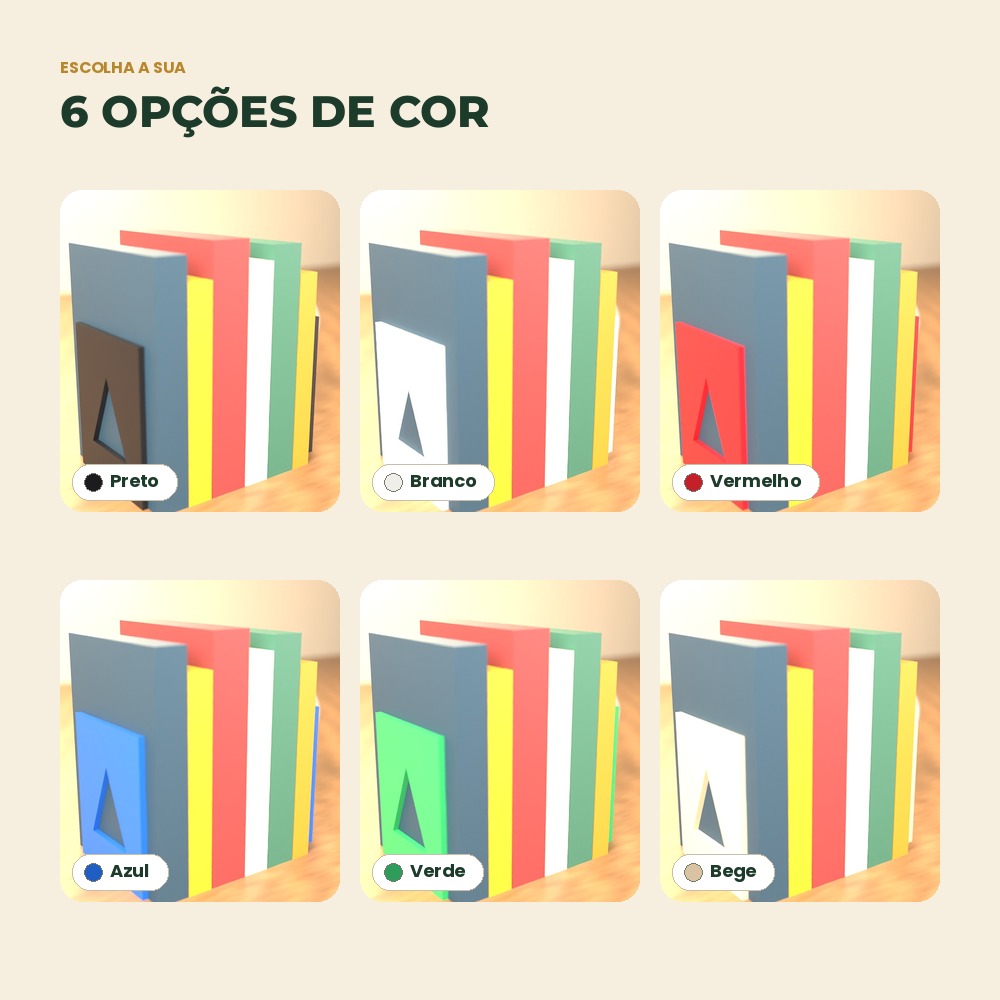 ESCOLHA A SUA
6 OPÇÕES DE COR
Preto
Branco
Vermelho
Azul
Verde
Bege